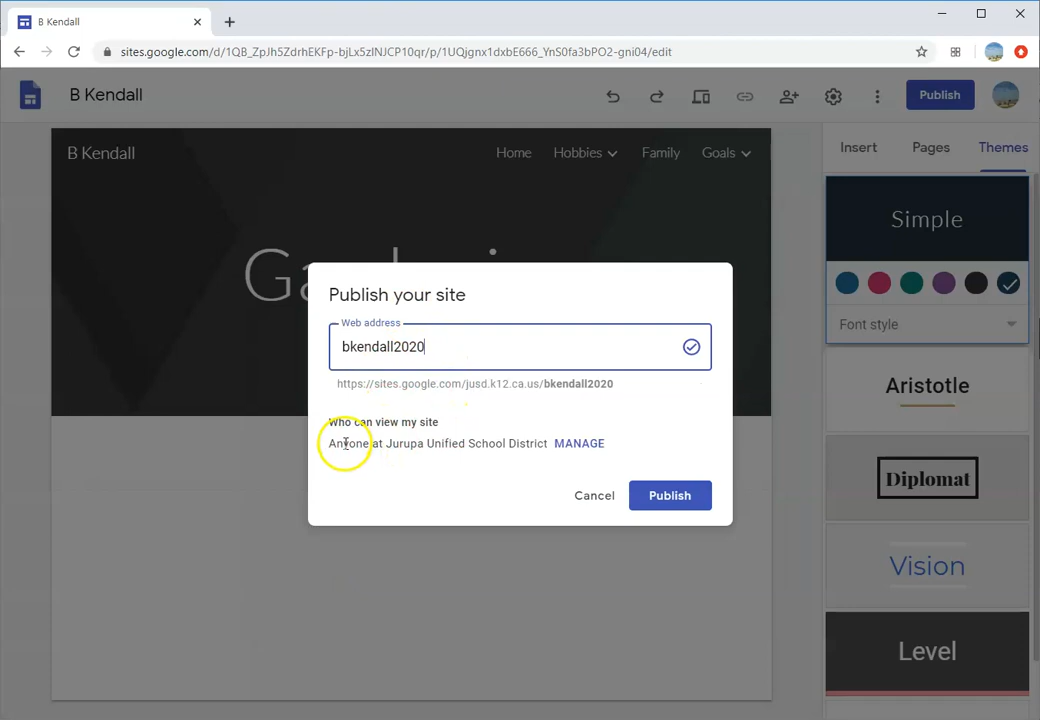 B Kendall
sites.google.com/d/1QB_ZpJh5ZdrhEKFp-bjLx5zINJCP10qr/p/1UQjgnx1dxbE666_YnS0fa3bPO2-gni04/edit
B Kendall
Publish
B Kendall
Home Hobbies Family Goals
Insert Pages Themes
Simple
Font style
Aristotle
Diplomat
Vision
Level
Publish your site
Web address
bkendall2020
https://sites.google.com/jusd.k12.ca.us/bkendall2020
Who can view my site
Anyone at Jurupa Unified School District MANAGE
Cancel Publish